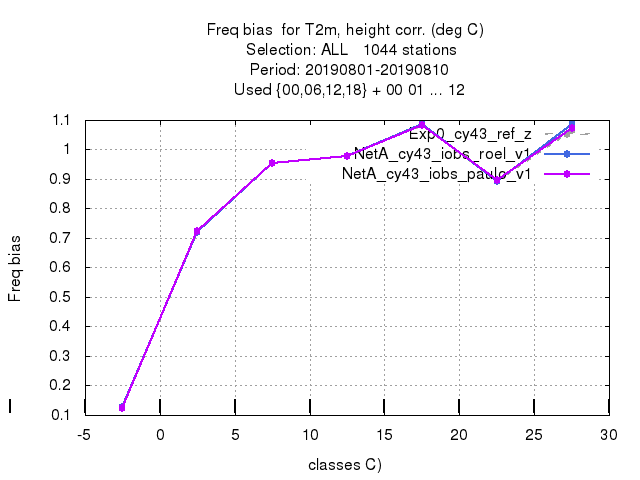 Freq bias  for T2m, height corr. (deg C)
Selection: ALL   1044 stations
Period: 20190801-20190810
Used {00,06,12,18} + 00 01 ... 12
Exp0_cy43_ref_z
NetA_cy43_iobs_roel_v1
NetA_cy43_iobs_paulo_v1
1.1
1
0.9
0.8
0.7
0.6
0.5
0.4
0.3
0.2
0.1
Freq bias
-5
0
5
10
15
20
25
30
classes C)